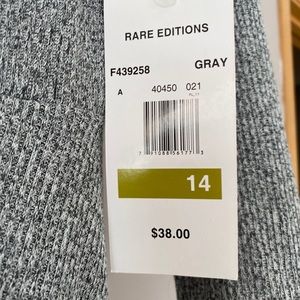 RARE EDITIONS
F439258 GRAY
A 40450 021
14
$38.00